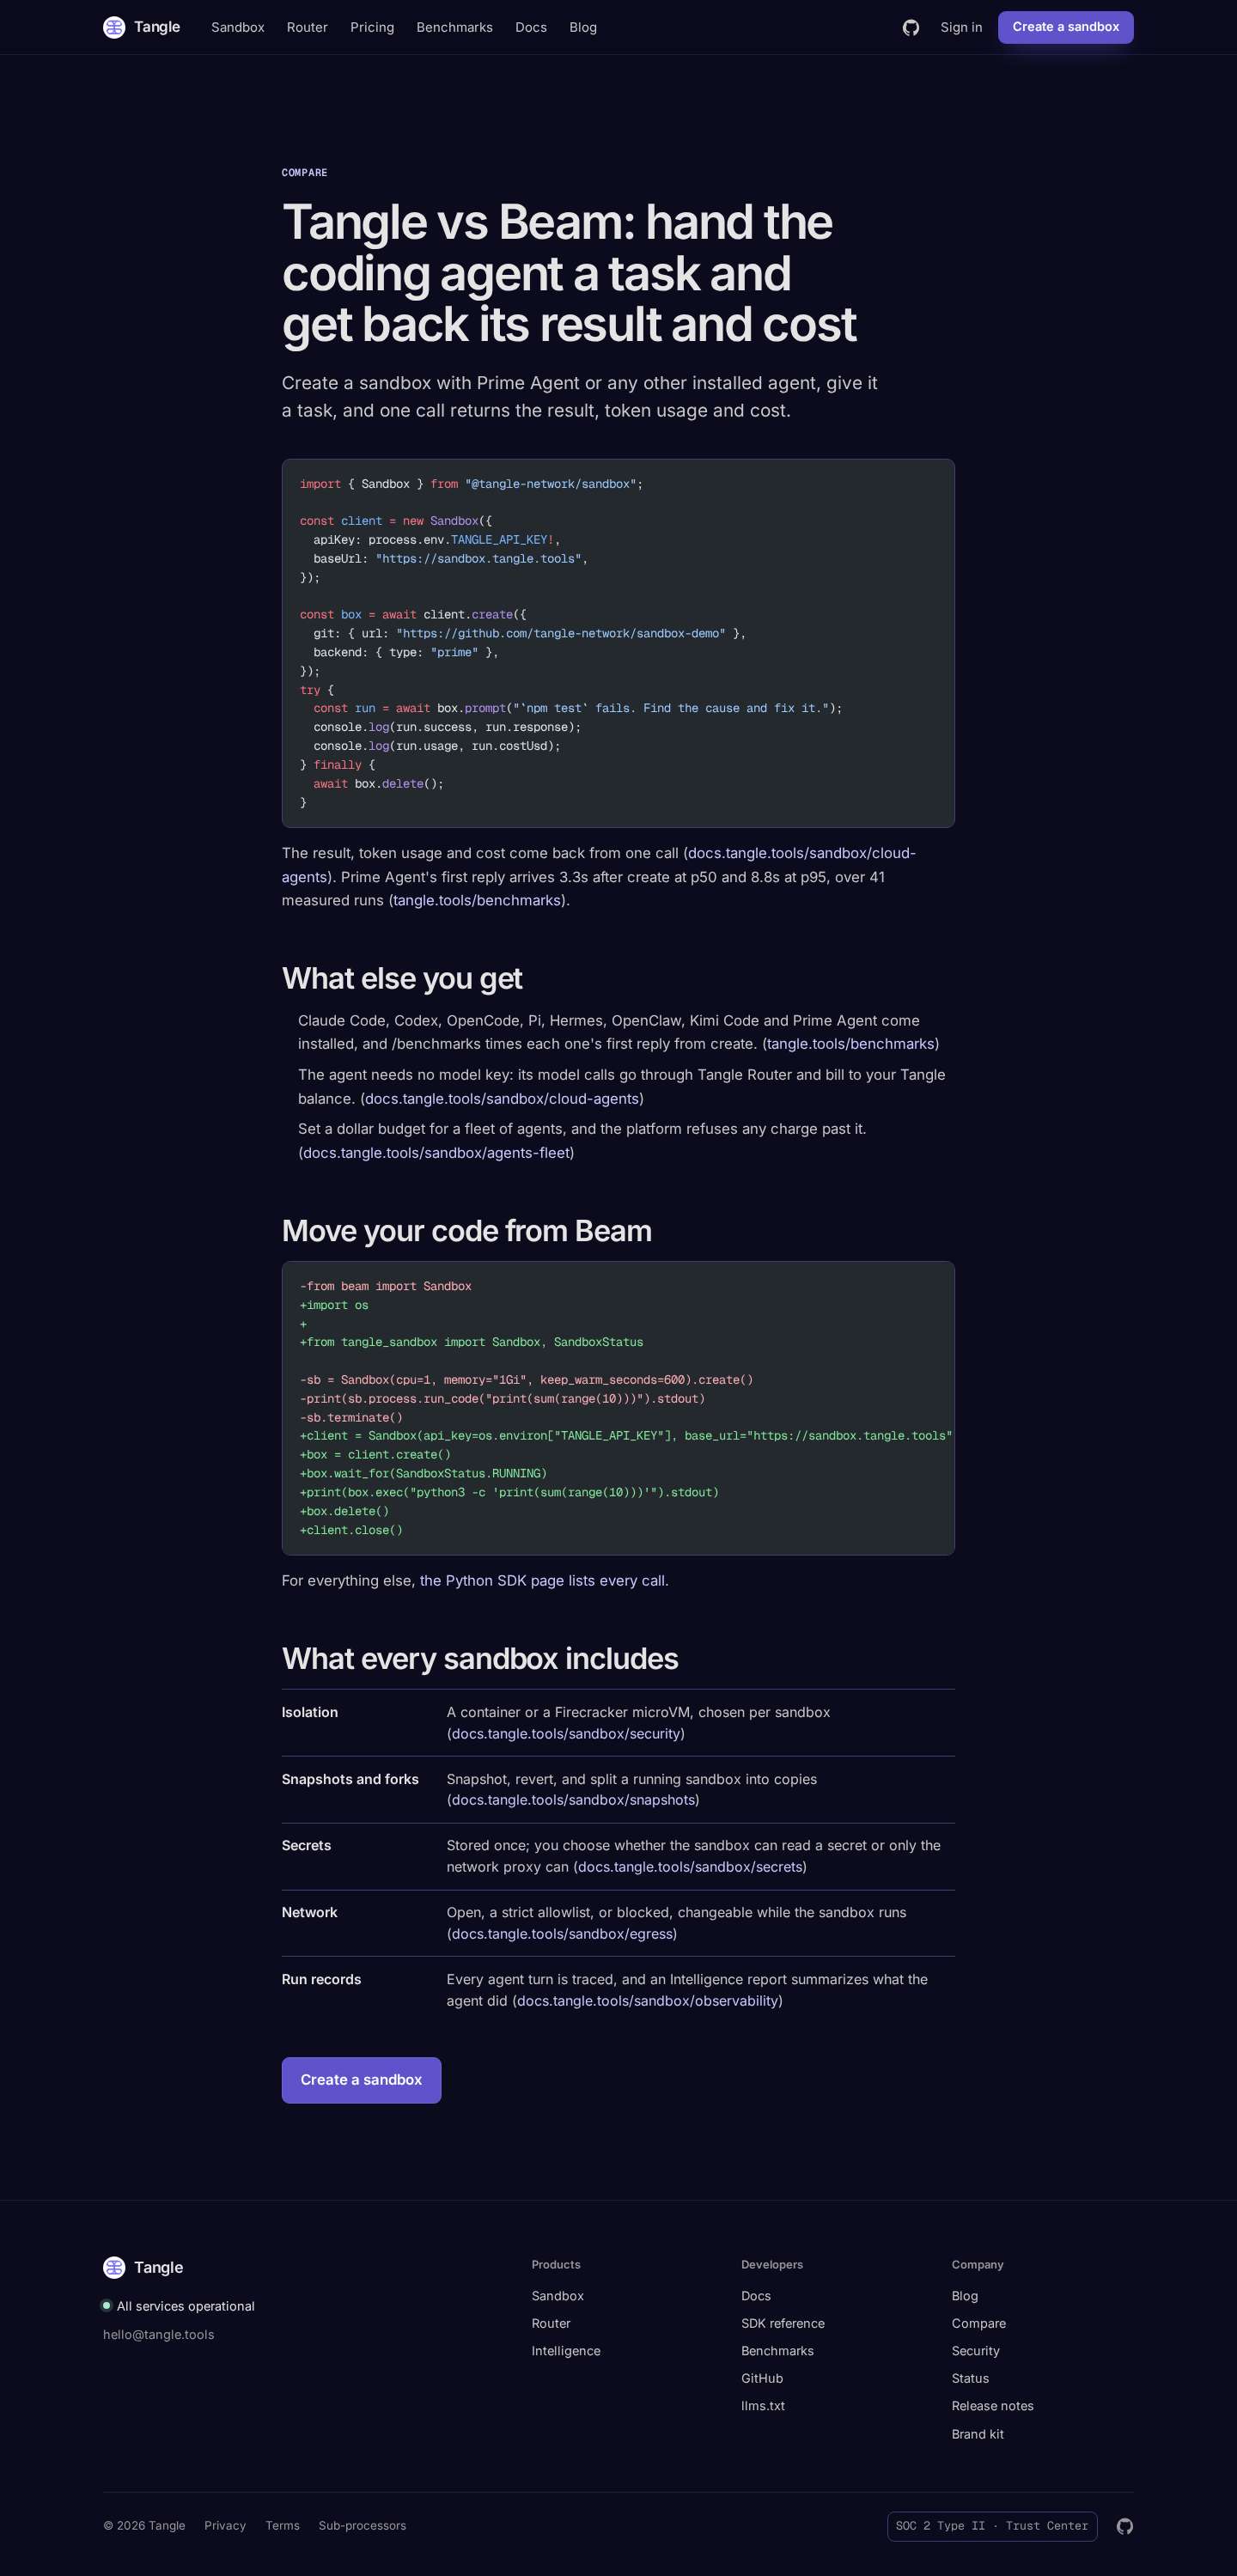 Tangle
Sandbox
Router
Pricing
Benchmarks
Docs
Blog
Sign in
Create a sandbox
COMPARE
Tangle vs Beam: hand the
coding agent a task and
get back its result and cost
Create a sandbox with Prime Agent or any other installed agent, give it
a task, and one call returns the result, token usage and cost.
import { Sandbox } from "@tangle-network/sandbox";
const client = new Sandbox({
  apiKey: process.env.TANGLE_API_KEY!,
  baseUrl: "https://sandbox.tangle.tools",
});
const box = await client.create({
  git: { url: "https://github.com/tangle-network/sandbox-demo" },
  backend: { type: "prime" },
});
try {
  const run = await box.prompt("`npm test` fails. Find the cause and fix it.");
  console.log(run.success, run.response);
  console.log(run.usage, run.costUsd);
} finally {
  await box.delete();
}
The result, token usage and cost come back from one call (docs.tangle.tools/sandbox/cloud-
agents). Prime Agent's first reply arrives 3.3s after create at p50 and 8.8s at p95, over 41
measured runs (tangle.tools/benchmarks).
What else you get
Claude Code, Codex, OpenCode, Pi, Hermes, OpenClaw, Kimi Code and Prime Agent come
installed, and /benchmarks times each one's first reply from create. (tangle.tools/benchmarks)
The agent needs no model key: its model calls go through Tangle Router and bill to your Tangle
balance. (docs.tangle.tools/sandbox/cloud-agents)
Set a dollar budget for a fleet of agents, and the platform refuses any charge past it.
(docs.tangle.tools/sandbox/agents-fleet)
Move your code from Beam
-from beam import Sandbox
+import os
+
+from tangle_sandbox import Sandbox, SandboxStatus
-sb = Sandbox(cpu=1, memory="1Gi", keep_warm_seconds=600).create()
-print(sb.process.run_code("print(sum(range(10)))").stdout)
-sb.terminate()
+client = Sandbox(api_key=os.environ["TANGLE_API_KEY"], base_url="https://sandbox.tangle.tools"
+box = client.create()
+box.wait_for(SandboxStatus.RUNNING)
+print(box.exec("python3 -c 'print(sum(range(10)))'").stdout)
+box.delete()
+client.close()
For everything else, the Python SDK page lists every call.
What every sandbox includes
Isolation
A container or a Firecracker microVM, chosen per sandbox
(docs.tangle.tools/sandbox/security)
Snapshots and forks
Snapshot, revert, and split a running sandbox into copies
(docs.tangle.tools/sandbox/snapshots)
Secrets
Stored once; you choose whether the sandbox can read a secret or only the
network proxy can (docs.tangle.tools/sandbox/secrets)
Network
Open, a strict allowlist, or blocked, changeable while the sandbox runs
(docs.tangle.tools/sandbox/egress)
Run records
Every agent turn is traced, and an Intelligence report summarizes what the
agent did (docs.tangle.tools/sandbox/observability)
Create a sandbox
Tangle
All services operational
hello@tangle.tools
Products
Sandbox
Router
Intelligence
Developers
Docs
SDK reference
Benchmarks
GitHub
llms.txt
Company
Blog
Compare
Security
Status
Release notes
Brand kit
© 2026 Tangle
Privacy
Terms
Sub-processors
SOC 2 Type II · Trust Center